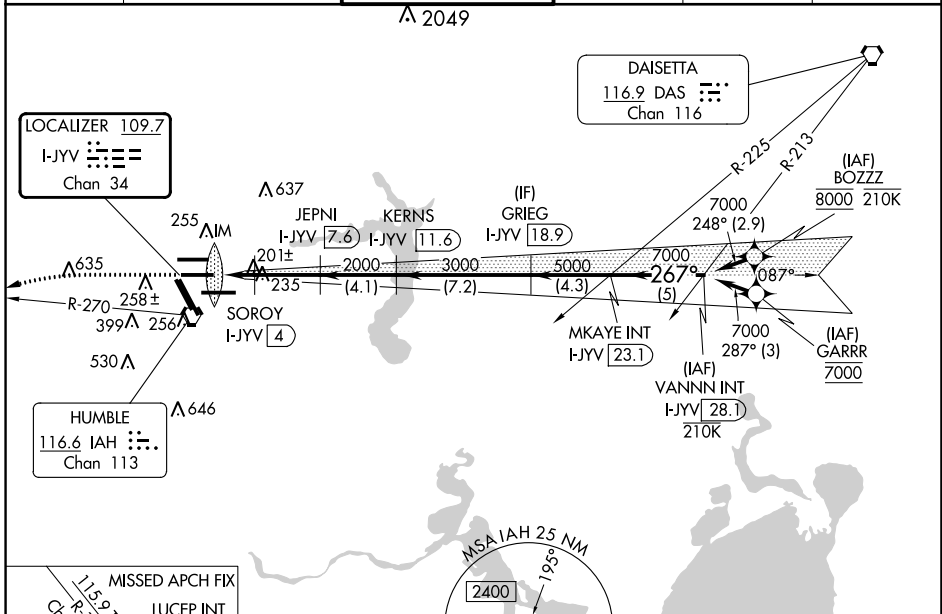 2049
DAISETTA
116.9 DAS
Chan 116
LOCALIZER 109.7
I-JYV
Chan 34
R-225
R-213
(IAF)
BOZZZ
8000 210K
637
7000
248° (2.9)
(IF)
GRIEG
I-JYV 18.9
JEPNI
I-JYV 7.6
KERNS
I-JYV 11.6
255
IM
201±
235
2000
(4.1)
3000
(7.2)
5000
(4.3)
7000
267°
(5)
087°
635
R-270
258±
399
256
SOROY
I-JYV 4
MKAYE INT
I-JYV 23.1
7000
287° (3)
(IAF)
GARRR
7000
530
(IAF)
VANNN INT
I-JYV 28.1
210K
HUMBLE
116.6 IAH
Chan 113
646
MSA IAH 25 NM
195°
2400
MISSED APCH FIX
LUCEP INT
115.9